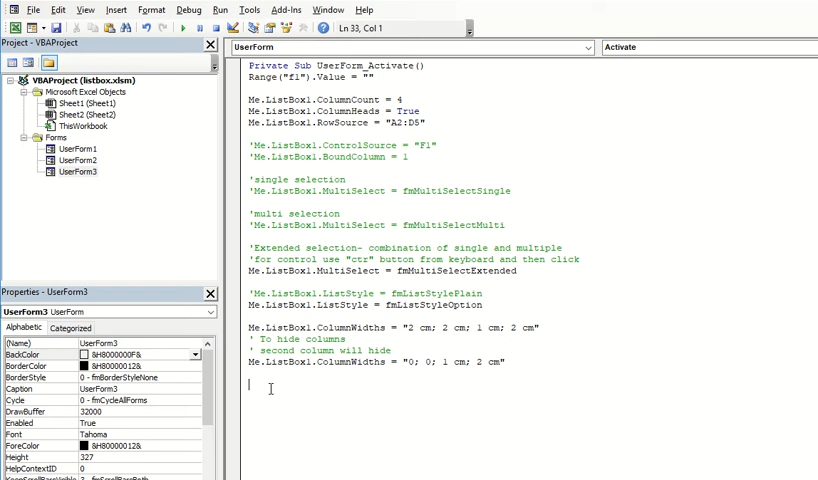 File Edit View Insert Format Debug Run Tools Add-Ins Window Help
Ln 33, Col 1
Project - VBAProject
VBAProject (listbox.xlsm)
Microsoft Excel Objects
Sheet1 (Sheet1)
Sheet2 (Sheet2)
ThisWorkbook
Forms
UserForm1
UserForm2
UserForm3
Properties - UserForm3
UserForm3 UserForm
Alphabetic Categorized
(Name) UserForm3
BackColor &H8000000F&
BorderColor &H80000012&
BorderStyle 0 - fmBorderStyleNone
Caption UserForm3
Cycle 0 - fmCycleAllForms
DrawBuffer 32000
Enabled True
Font Tahoma
ForeColor &H80000012&
Height 327
HelpContextID 0
UserForm Activate
Private Sub UserForm_Activate()
Range("f1").Value = ""
Me.ListBox1.ColumnCount = 4
Me.ListBox1.ColumnHeads = True
Me.ListBox1.RowSource = "A2:D5"
'Me.ListBox1.ControlSource = "F1"
'Me.ListBox1.BoundColumn = 1
'single selection
'Me.ListBox1.MultiSelect = fmMultiSelectSingle
'multi selection
'Me.ListBox1.MultiSelect = fmMultiSelectMulti
'Extended selection- combination of single and multiple
'for control use "ctr" button from keyboard and then click
Me.ListBox1.MultiSelect = fmMultiSelectExtended
'Me.ListBox1.ListStyle = fmListStylePlain
Me.ListBox1.ListStyle = fmListStyleOption
Me.ListBox1.ColumnWidths = "2 cm; 2 cm; 1 cm; 2 cm"
' To hide columns
' second column will hide
Me.ListBox1.ColumnWidths = "0; 0; 1 cm; 2 cm"